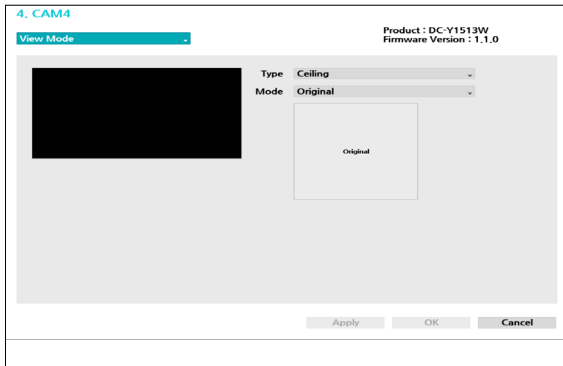 4. CAM4
Product : DC-Y1513W
View Mode
Firmware Version : 1.1.0
Type Ceiling
Mode Original
Original
Apply OK Cancel